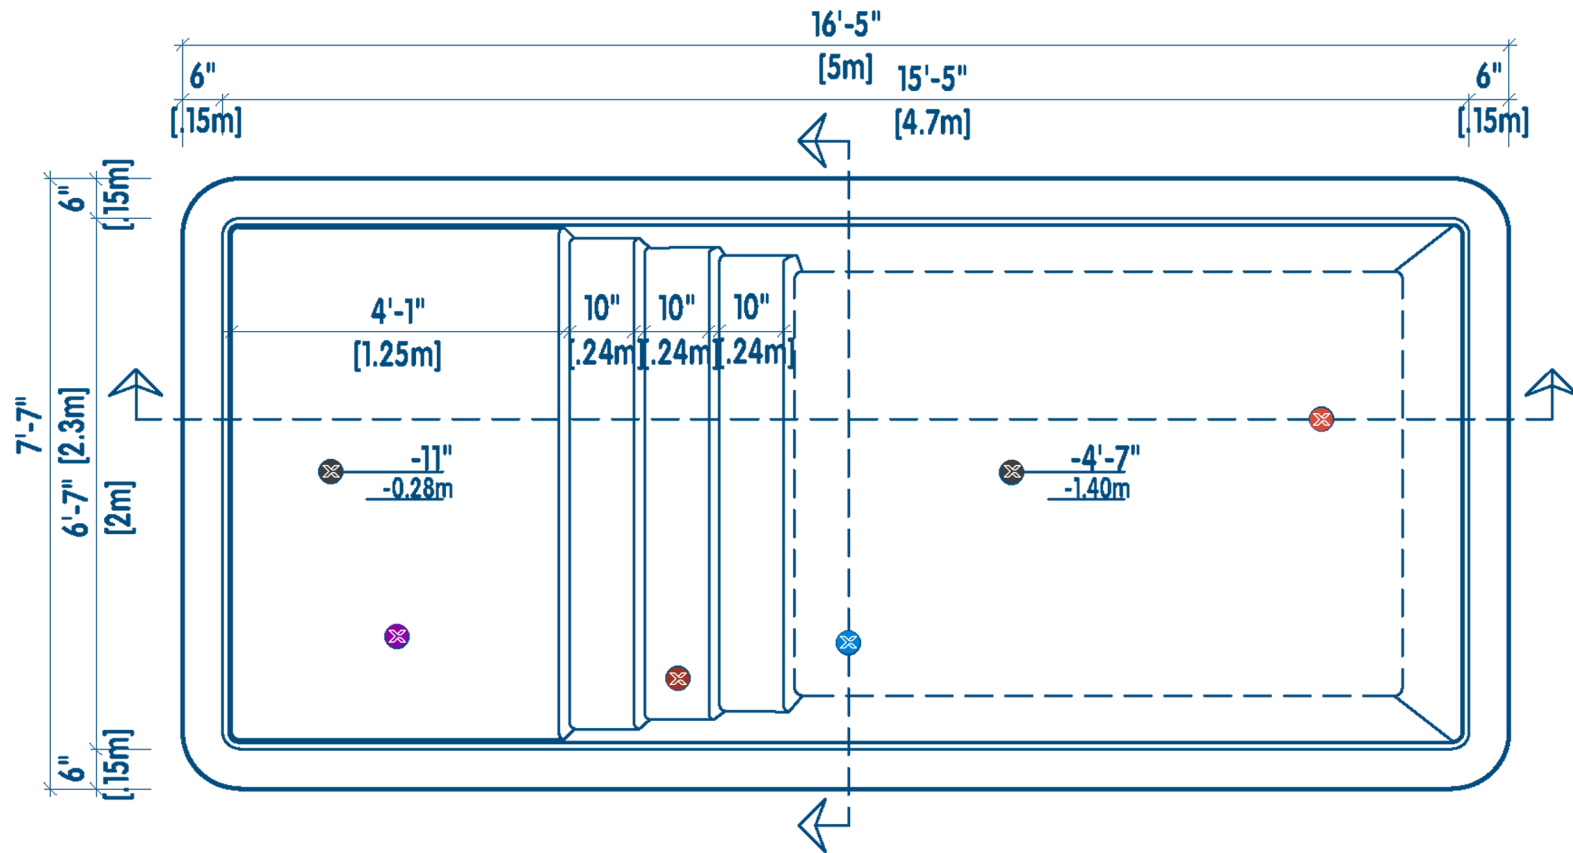 16'-5"
[5m]
6"
15'-5"
6"
[.15m]
[4.7m]
[.15m]
6"
[.15m]
4'-1"
10"
10"
10"
[1.25m]
[.24m]
[.24m]
[.24m]
7'-7"
[2.3m]
6'-7"
[2m]
-11"
-0.28m
-4'-7"
-1.40m
6"
[.15m]